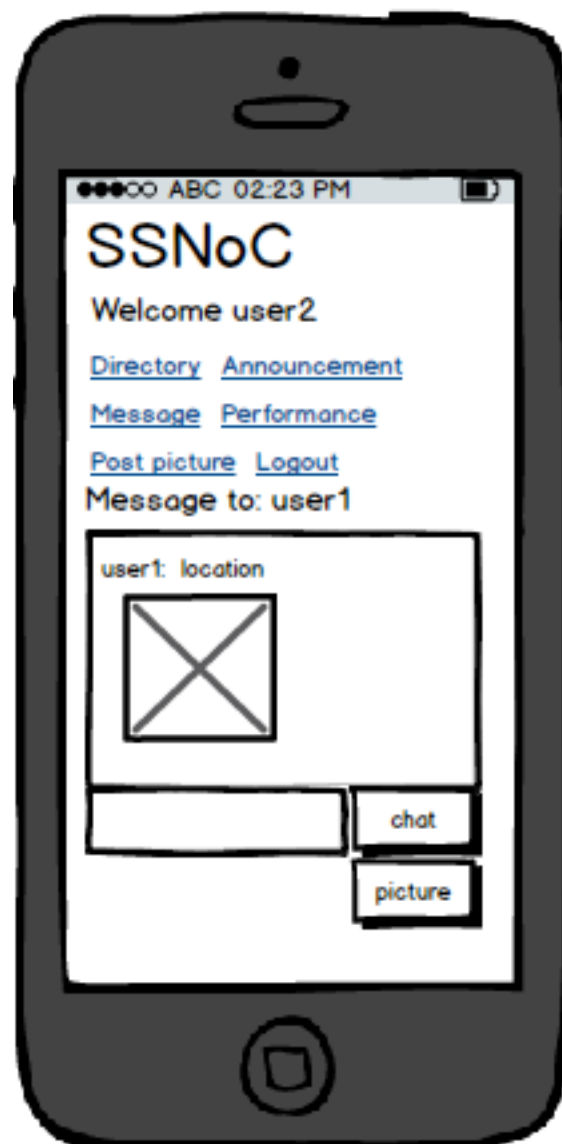 ABC 02:23 PM
SSNoC
Welcome user2
Directory Announcement
Message Performance
Post picture Logout
Message to: user1
user1: location
chat
picture